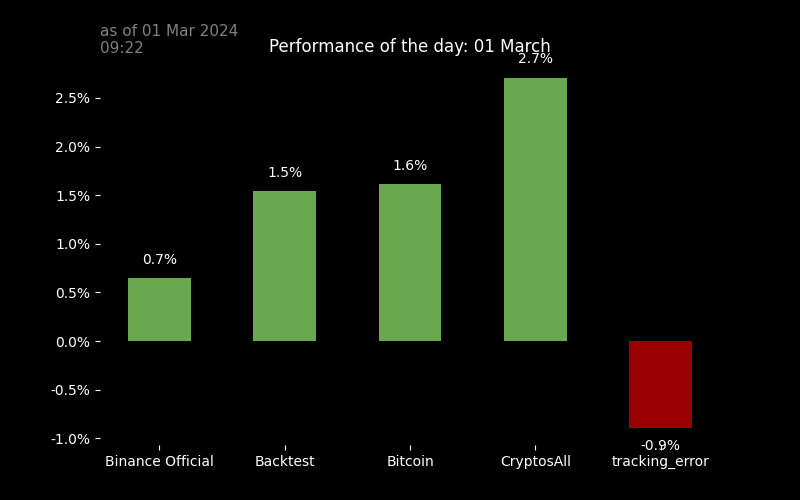 as of 01 Mar 2024
09:22
Performance of the day: 01 March
2.7%
2.5%
2.0%
1.6%
1.5%
1.5%
1.0%
0.7%
0.5%
0.0%
-0.5%
-1.0%
-0.9%
Binance Official
Backtest
Bitcoin
CryptosAll
tracking_error